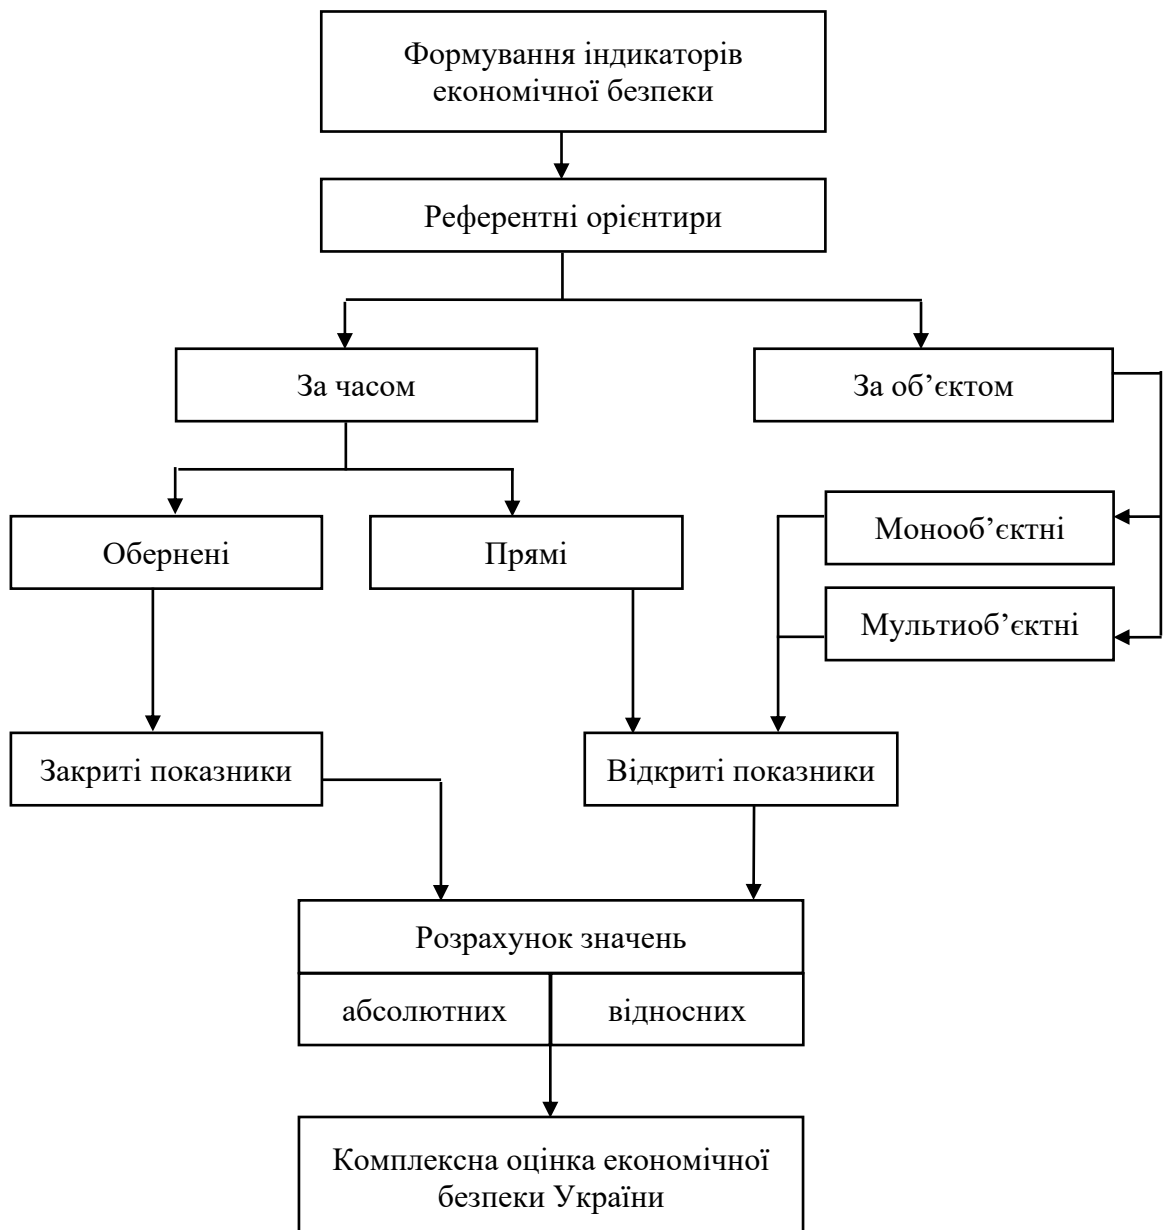 Формування індикаторів
економічної безпеки
Референтні орієнтири
За часом
За об’єктом
Обернені
Прямі
Монооб’єктні
Мультиоб’єктні
Закриті показники
Відкриті показники
Розрахунок значень
абсолютних
відносних
Комплексна оцінка економічної
безпеки України